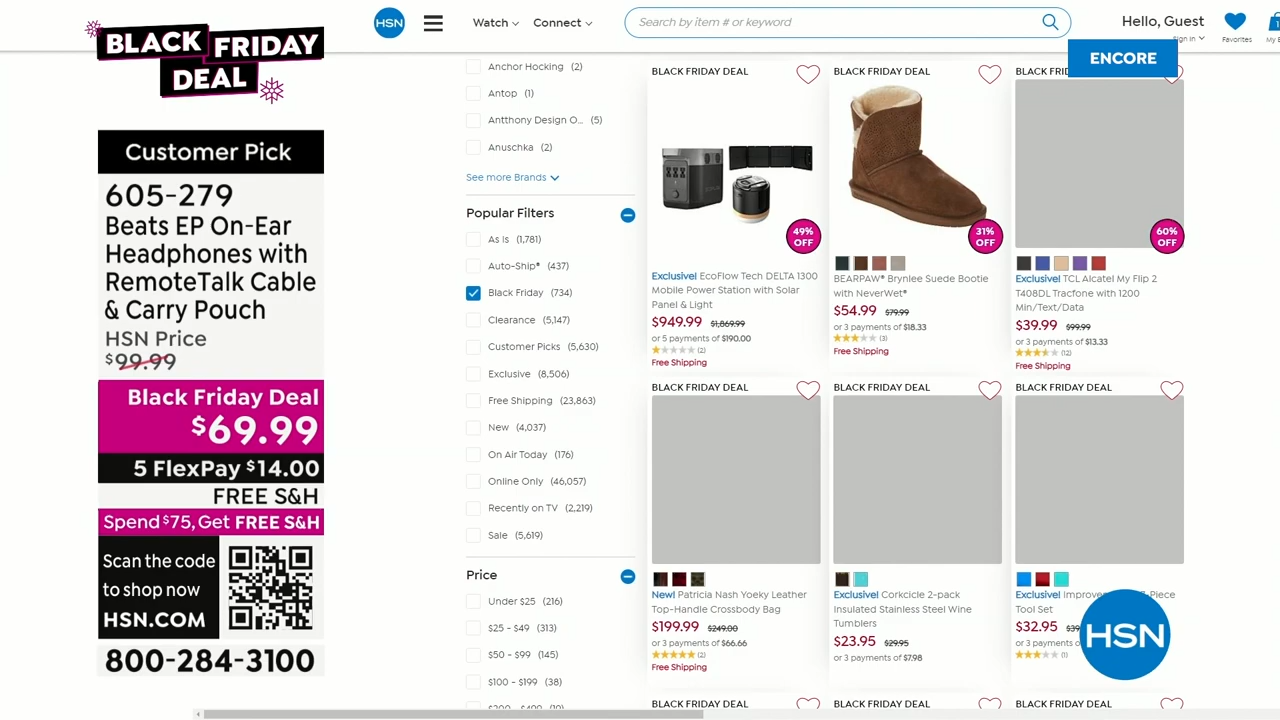 BLACK FRIDAY
DEAL
Customer Pick
605-279
Beats EP On-Ear
Headphones with
RemoteTalk Cable
& Carry Pouch
HSN Price
$99.99
Black Friday Deal
$69.99
5 FlexPay $14.00
FREE S&H
Spend $75, Get FREE S&H
Scan the code
to shop now
HSN.COM
800-284-3100
HSN
Watch
Connect
Search by item # or keyword
Hello, Guest
Sign In
Favorites
ENCORE
Anchor Hocking (2)
Antop (1)
Antthony Design O... (5)
Anuschka (2)
See more Brands
Popular Filters
As Is (1,781)
Auto-Ship® (437)
Black Friday (734)
Clearance (5,147)
Customer Picks (5,630)
Exclusive (8,506)
Free Shipping (23,863)
New (4,037)
On Air Today (176)
Online Only (46,057)
Recently on TV (2,219)
Sale (5,619)
Price
Under $25 (216)
$25 - $49 (313)
$50 - $99 (145)
$100 - $199 (38)
BLACK FRIDAY DEAL
49%
OFF
Exclusive! EcoFlow Tech DELTA 1300
Mobile Power Station with Solar
Panel & Light
$949.99 $1,869.99
or 5 payments of $190.00
(2)
Free Shipping
BLACK FRIDAY DEAL
31%
OFF
BEARPAW® Brynlee Suede Bootie
with NeverWet®
$54.99 $79.99
or 3 payments of $18.33
(3)
Free Shipping
BLACK FRI
60%
OFF
Exclusive! TCL Alcatel My Flip 2
T408DL Tracfone with 1200
Min/Text/Data
$39.99 $99.99
or 3 payments of $13.33
(12)
Free Shipping
BLACK FRIDAY DEAL
New! Patricia Nash Yoeky Leather
Top-Handle Crossbody Bag
$199.99 $249.00
or 3 payments of $66.66
(2)
Free Shipping
BLACK FRIDAY DEAL
Exclusive! Corkcicle 2-pack
Insulated Stainless Steel Wine
Tumblers
$23.95 $29.95
or 3 payments of $7.98
BLACK FRIDAY DEAL
Exclusive! Improve
-Piece
Tool Set
$32.95
or 3 payments of $
(1)
HSN
BLACK FRIDAY DEAL
BLACK FRIDAY DEAL
BLACK FRIDAY DEAL